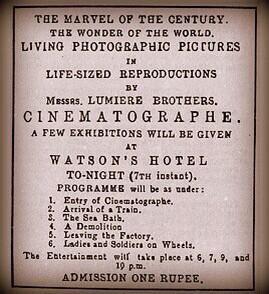 THE MARVEL OF THE CENTURY.
THE WONDER OF THE WORLD.
LIVING PHOTOGRAPHIC PICTURES
IN
LIFE-SIZED REPRODUCTIONS
BY
MESSRS. LUMIERE BROTHERS.
CINEMATOGRAPHE.
A FEW EXHIBITIONS WILL BE GIVEN
AT
WATSON'S HOTEL
TO-NIGHT (7TH instant).
PROGRAMME will be as under:
1. Entry of Cinematographe.
2. Arrival of a Train.
3. The Sea Bath.
4. A Demolition
5. Leaving the Factory.
6. Ladies and Soldiers on Wheels.
The Entertainment will take place at 6, 7, 9, and
10 p.m.
ADMISSION ONE RUPEE.